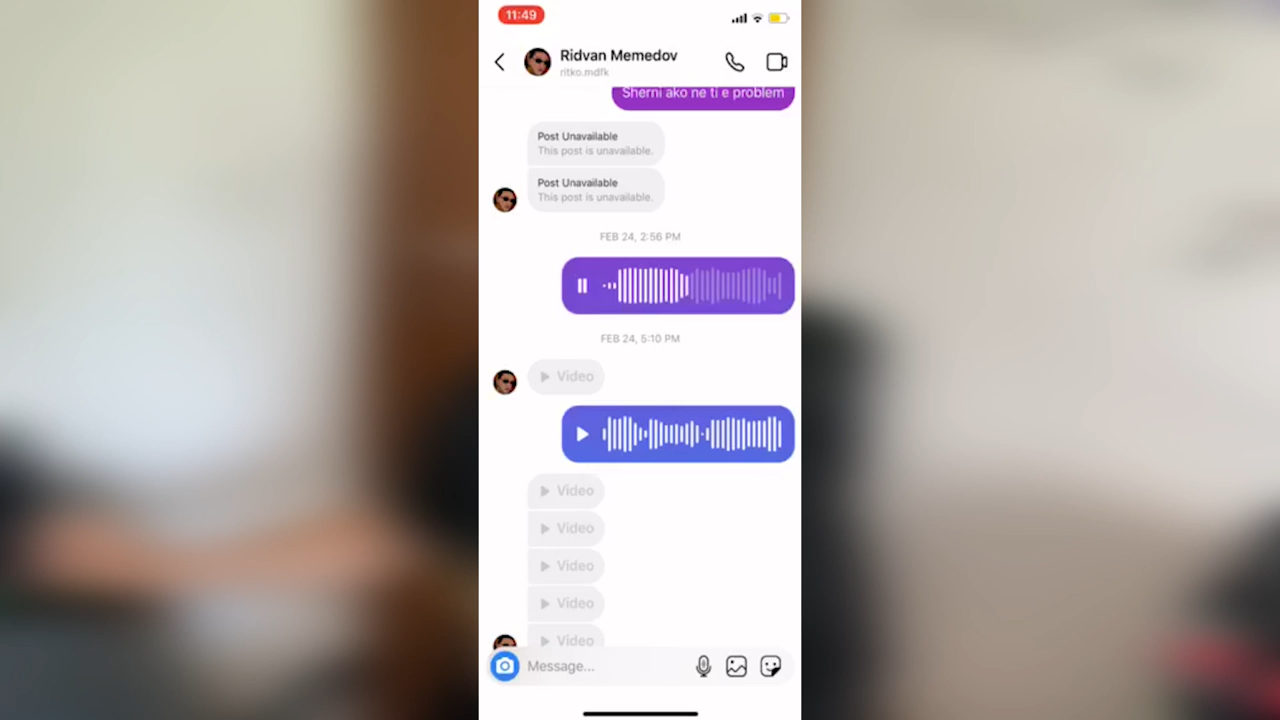 11:49
Ridvan Memedov
ritko.mdfk
Sherni ako ne ti e problem
Post Unavailable
This post is unavailable.
Post Unavailable
This post is unavailable.
FEB 24, 2:56 PM
FEB 24, 5:10 PM
Video
Video
Video
Video
Video
Video
Message...